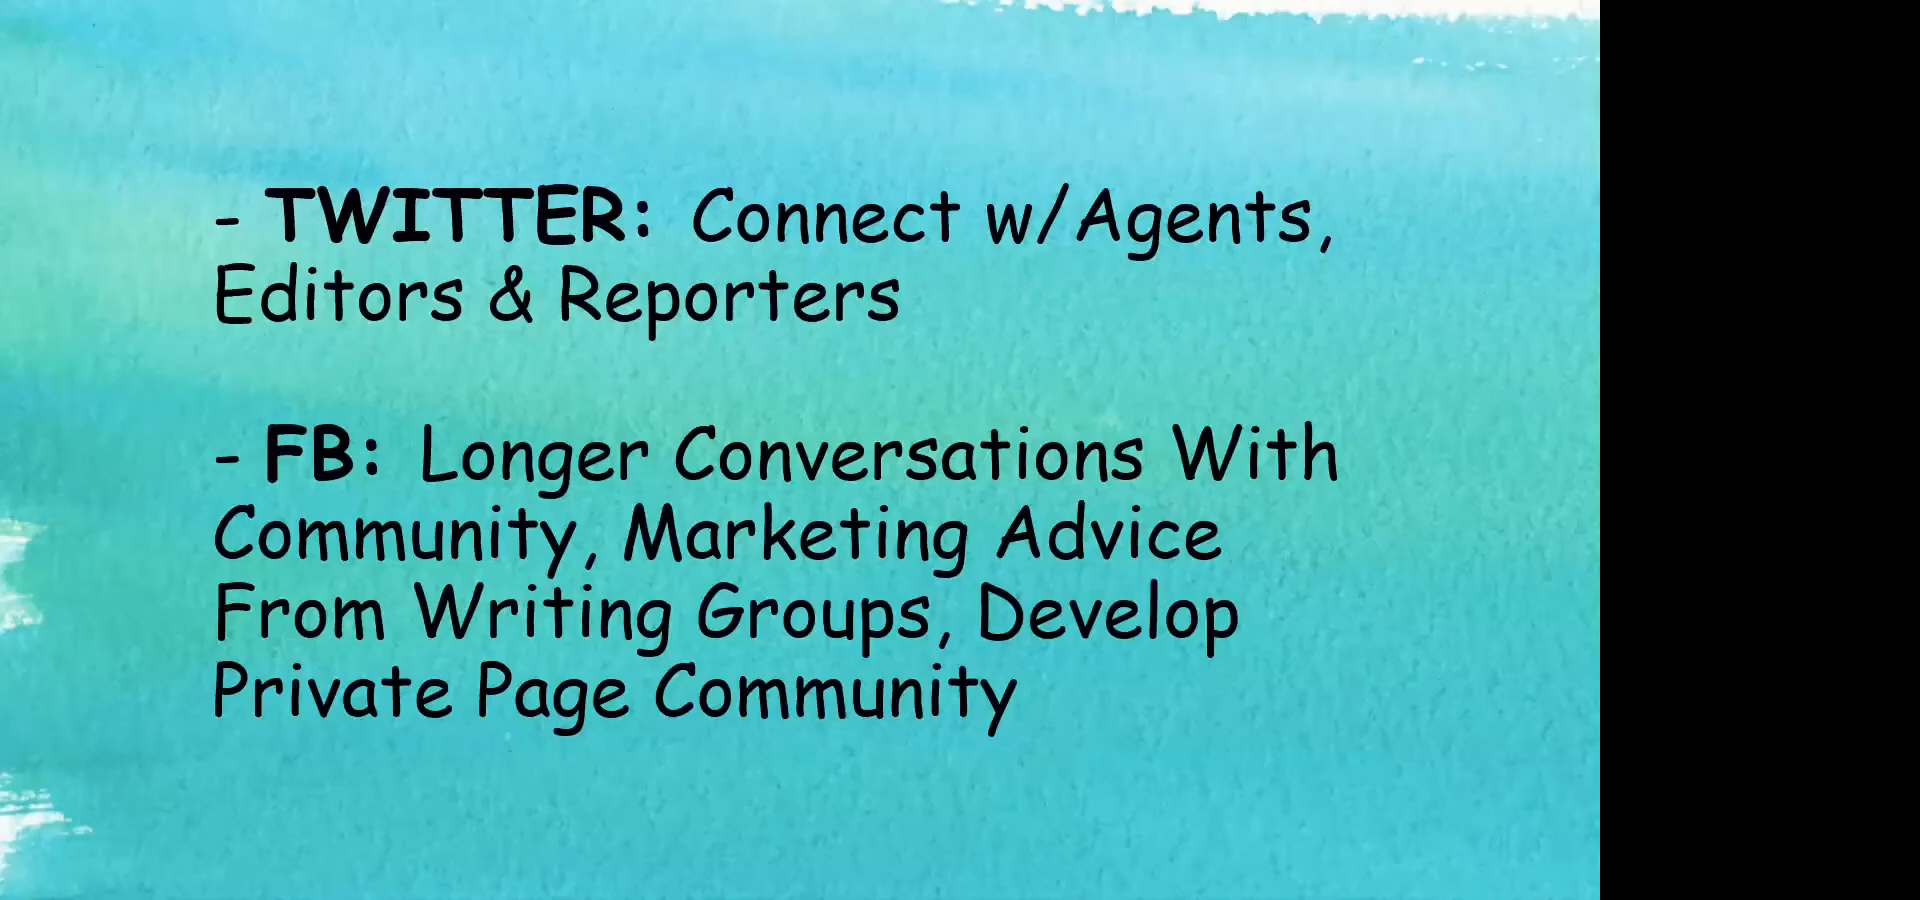 - TWITTER: Connect w/Agents,
Editors & Reporters
- FB: Longer Conversations With
Community, Marketing Advice
From Writing Groups, Develop
Private Page Community